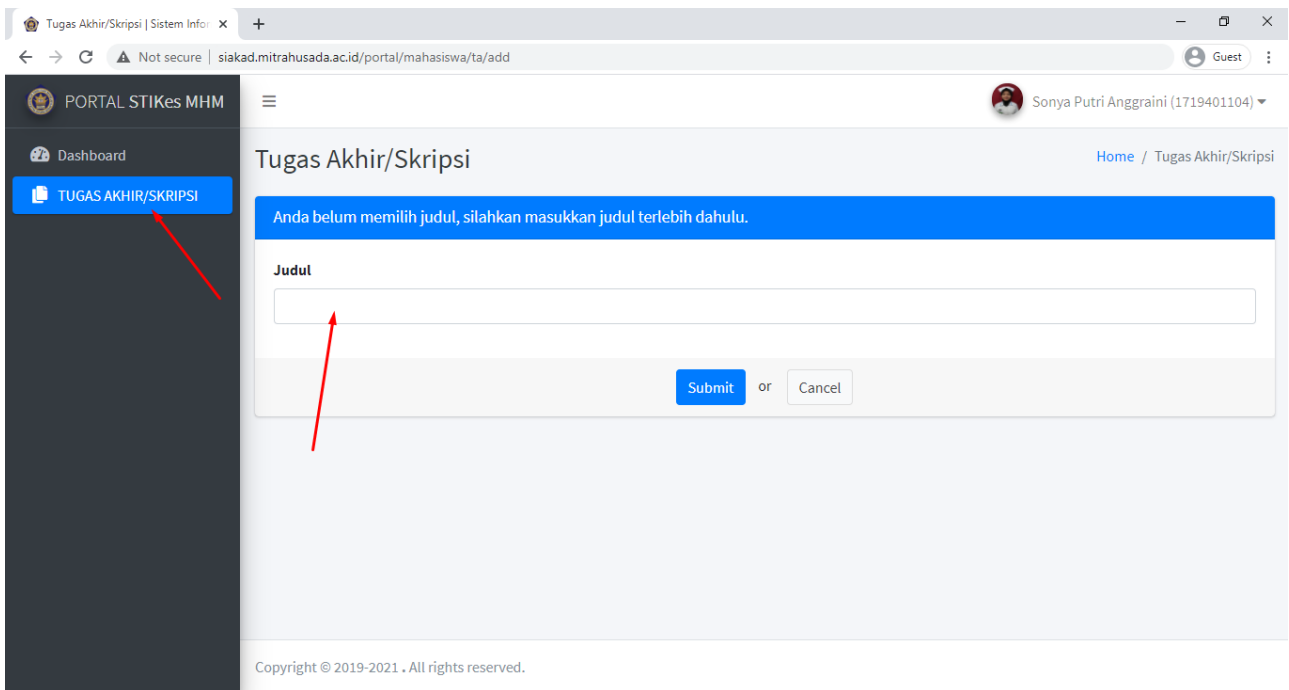 Tugas Akhir/Skripsi | Sistem Infor
Not secure | siakad.mitrahusada.ac.id/portal/mahasiswa/ta/add
Guest
PORTAL STIKes MHM
Sonya Putri Anggraini (1719401104)
Dashboard
TUGAS AKHIR/SKRIPSI
Tugas Akhir/Skripsi
Home / Tugas Akhir/Skripsi
Anda belum memilih judul, silahkan masukkan judul terlebih dahulu.
Judul
Submit or Cancel
Copyright © 2019-2021 . All rights reserved.